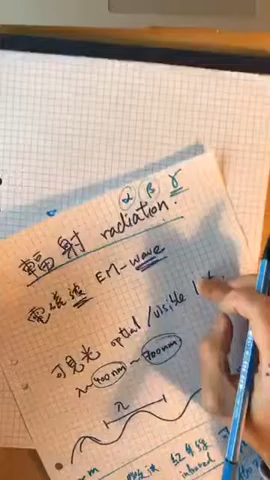 α β γ
輻射 radiation.
電磁波 EM-wave
可見光 optical/visible
λ~400nm ~ 700nm
λ